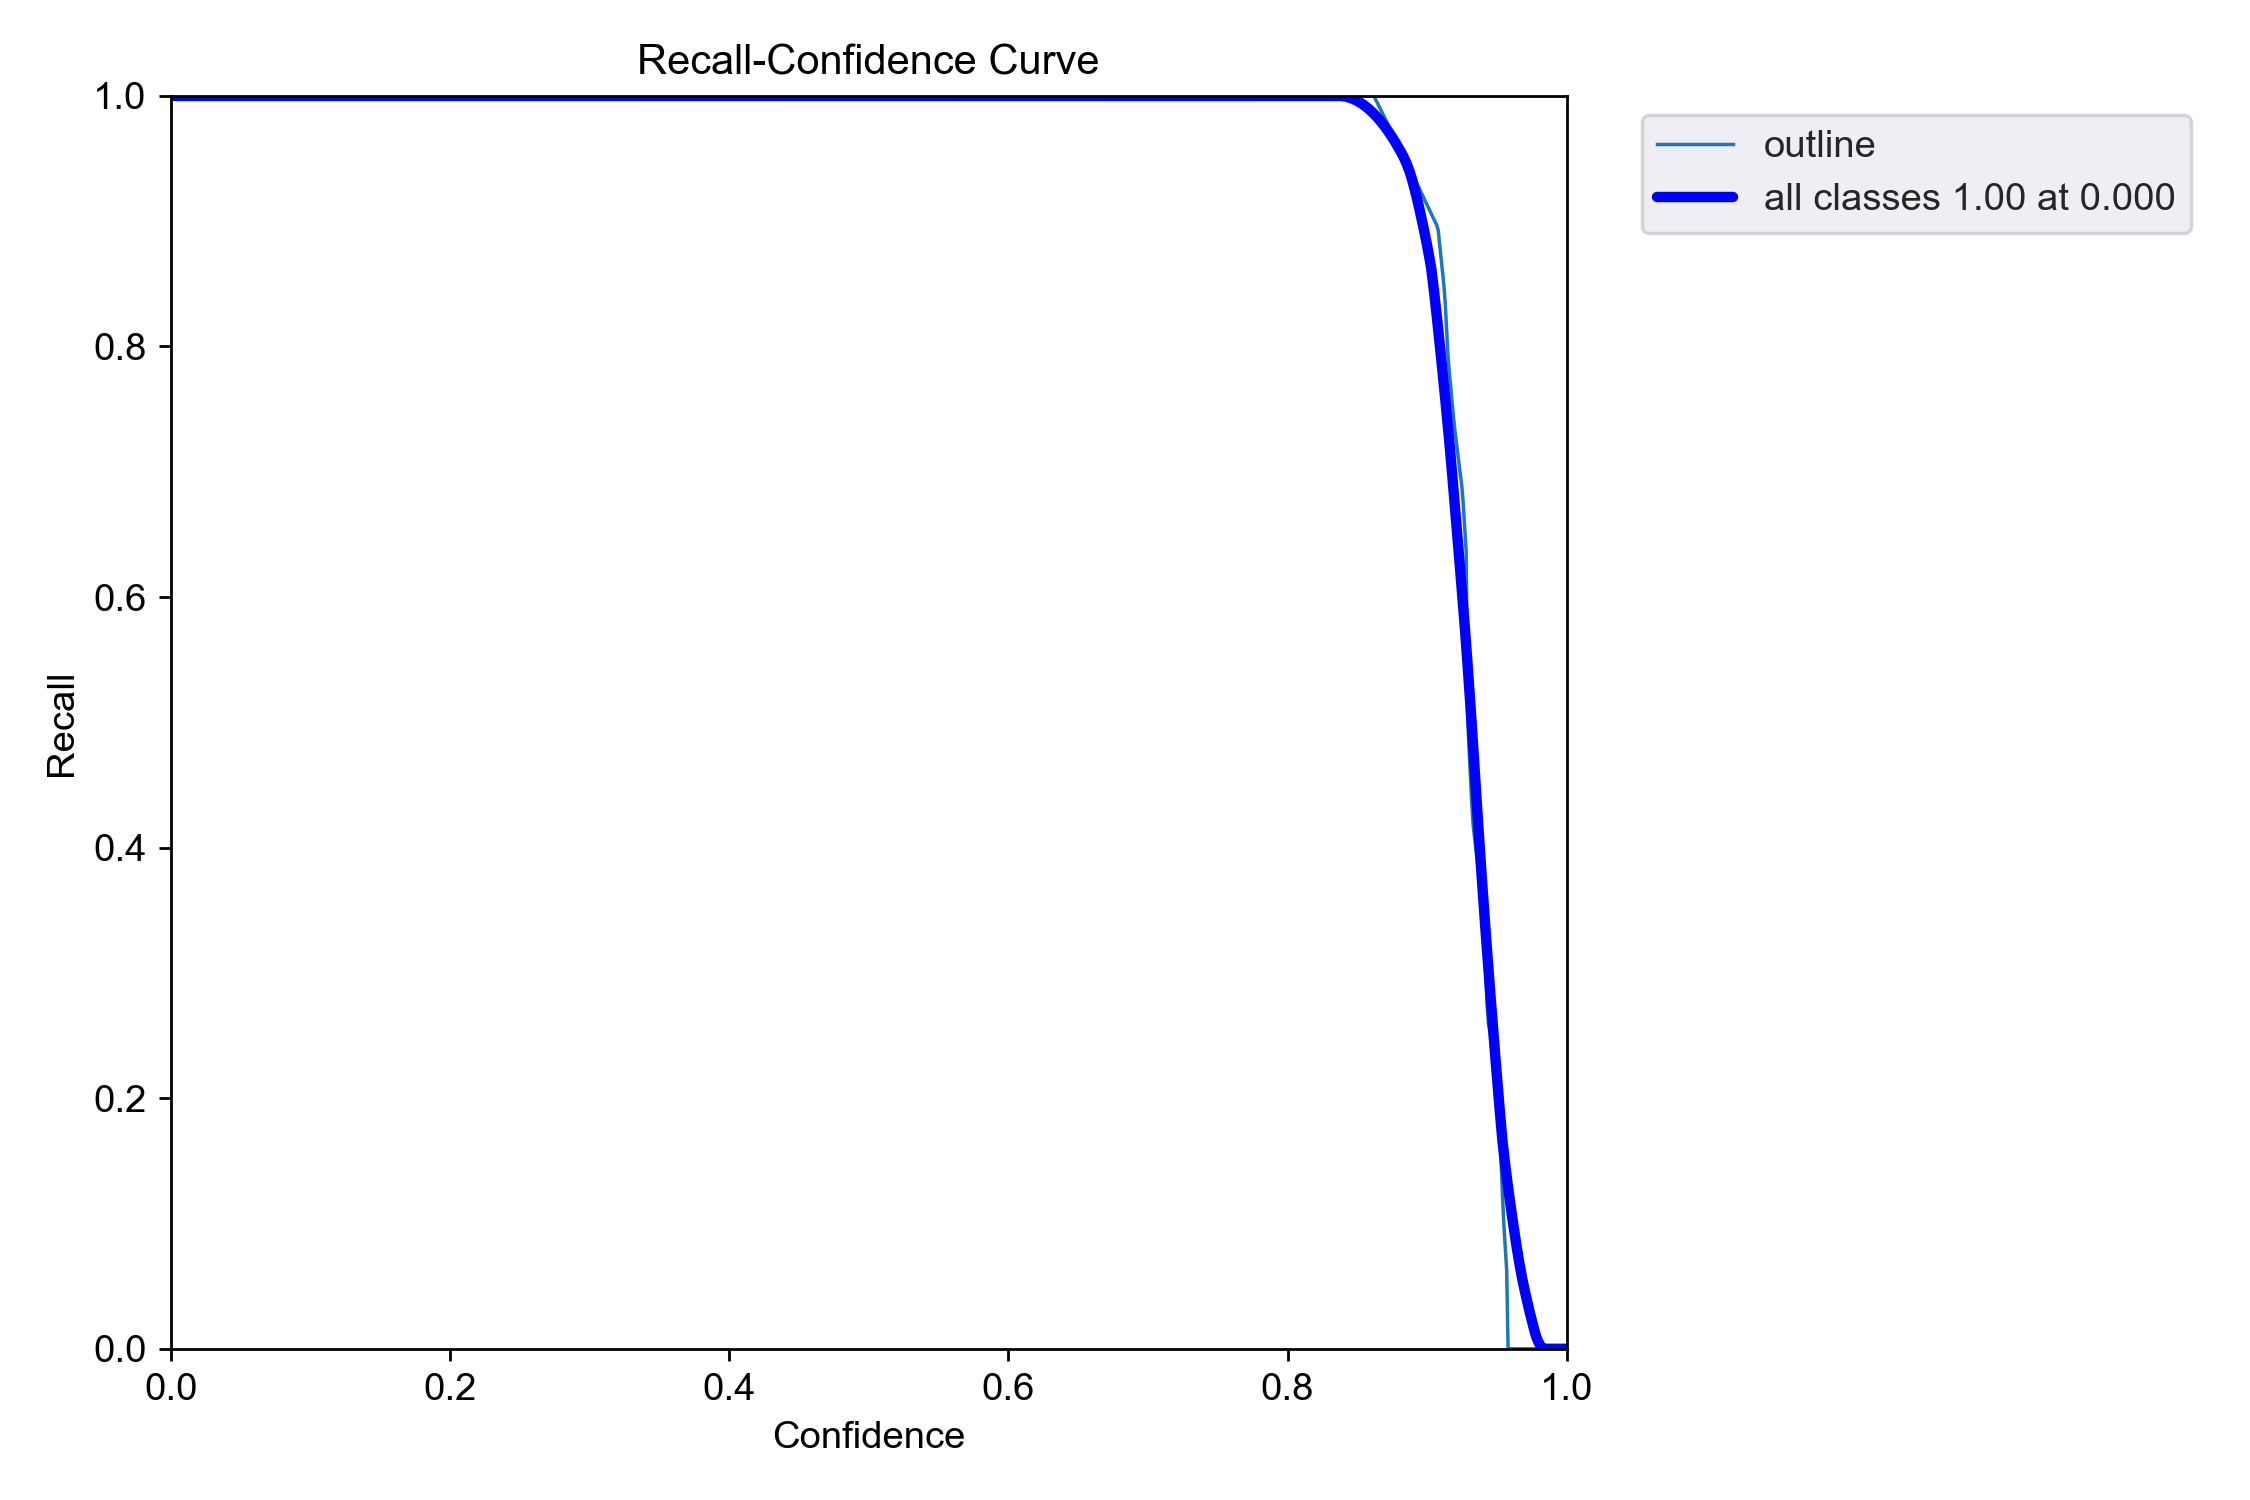 Recall-Confidence Curve
outline
all classes 1.00 at 0.000
Recall
1.0
0.8
0.6
0.4
0.2
0.0
0.0 0.2 0.4 0.6 0.8 1.0
Confidence